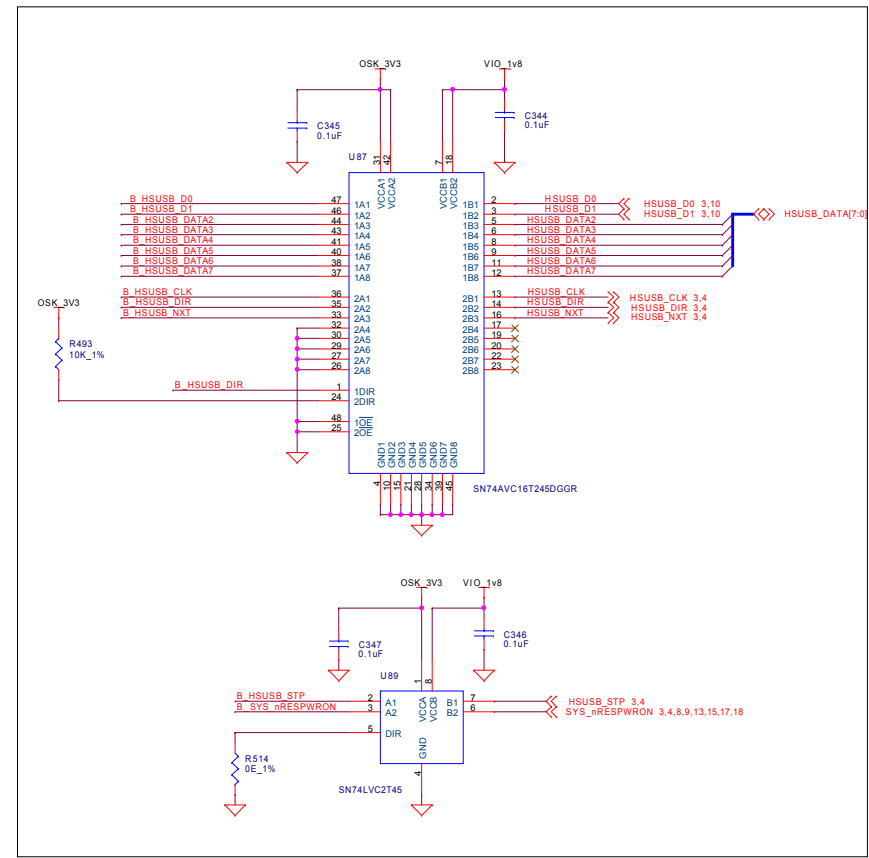 OSK_3V3 VIO_1v8
C345
0.1uF
C344
0.1uF
U87
31 42 7 18
VCCA1 VCCA2 VCCB1 VCCB2
B_HSUSB_D0 47 1A1 1B1 2 HSUSB_D0 HSUSB_D0 3,10
B_HSUSB_D1 46 1A2 1B2 3 HSUSB_D1 HSUSB_D1 3,10
B_HSUSB_DATA2 44 1A3 1B3 5 HSUSB_DATA2 HSUSB_DATA[7:0]
B_HSUSB_DATA3 43 1A4 1B4 6 HSUSB_DATA3
B_HSUSB_DATA4 41 1A5 1B5 8 HSUSB_DATA4
B_HSUSB_DATA5 40 1A6 1B6 9 HSUSB_DATA5
B_HSUSB_DATA6 38 1A7 1B7 11 HSUSB_DATA6
B_HSUSB_DATA7 37 1A8 1B8 12 HSUSB_DATA7
B_HSUSB_CLK 36 2A1 2B1 13 HSUSB_CLK HSUSB_CLK 3,4
B_HSUSB_DIR 35 2A2 2B2 14 HSUSB_DIR HSUSB_DIR 3,4
B_HSUSB_NXT 33 2A3 2B3 16 HSUSB_NXT HSUSB_NXT 3,4
OSK_3V3
32 2A4 2B4 17
30 2A5 2B5 19
29 2A6 2B6 20
27 2A7 2B7 22
26 2A8 2B8 23
R493
10K_1%
B_HSUSB_DIR 1 1DIR
24 2DIR
48 1OE
25 2OE
GND1 GND2 GND3 GND4 GND5 GND6 GND7 GND8
4 10 15 21 28 34 39 45
SN74AVC16T245DGGR
OSK_3V3 VIO_1v8
C347
0.1uF
C346
0.1uF
U89
1 8
VCCA VCCB
B_HSUSB_STP 2 A1 B1 7 HSUSB_STP 3,4
B_SYS_nRESPWRON 3 A2 B2 6 SYS_nRESPWRON 3,4,8,9,13,15,17,18
5 DIR
GND
4
R514
0E_1%
SN74LVC2T45